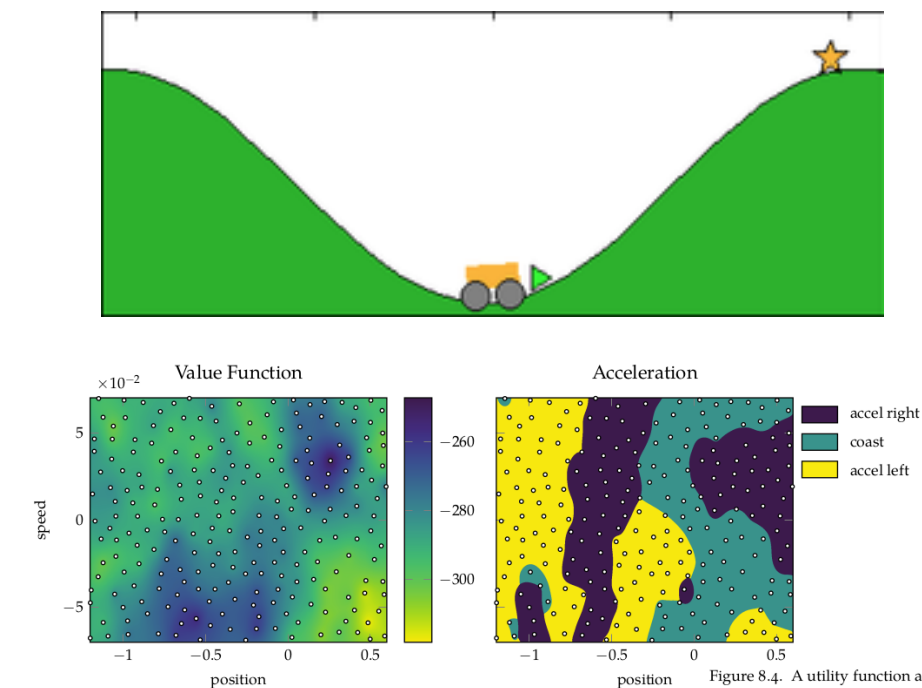 Value Function
×10⁻²
5
0
−5
speed
−1
−0.5
0
0.5
position
−260
−280
−300
Acceleration
−1
−0.5
0
0.5
position
accel right
coast
accel left
Figure 8.4. A utility function a